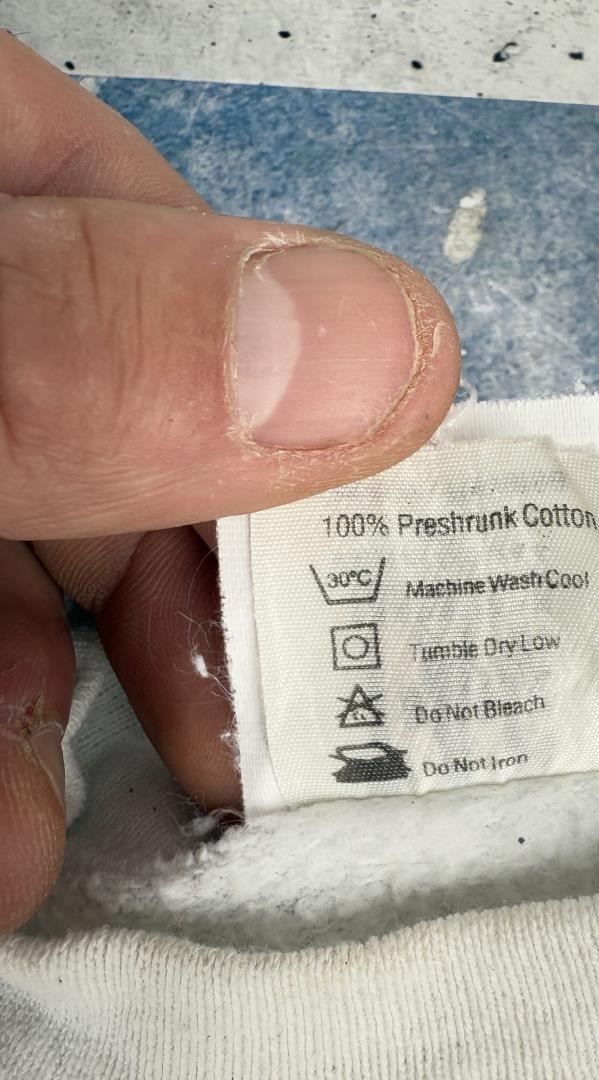 100% Preshrunk Cotton
30°C Machine Wash Cool
Tumble Dry Low
Do Not Bleach
Do Not Iron